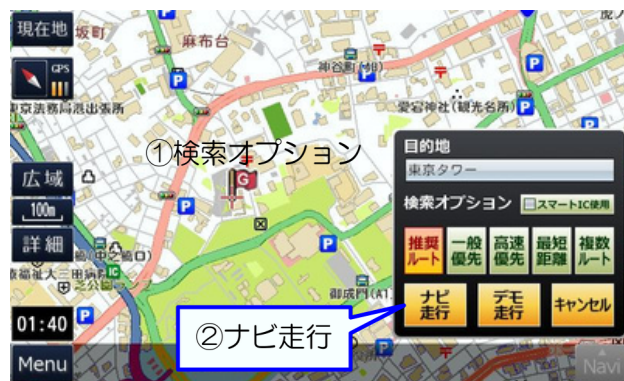 現在地
坂町
麻布台
虎ノ
GPS
神谷町(MB)
東京法務局港出張所
愛宕神社(観光名所)
①検索オプション
目的地
東京タワー
広域
100m
検索オプション
スマートIC使用
G
詳細
推奨ルート
一般優先
高速優先
最短距離
複数ルート
IC
御成門(A1)
ナビ走行
デモ走行
キャンセル
01:40
②ナビ走行
Menu
Navi